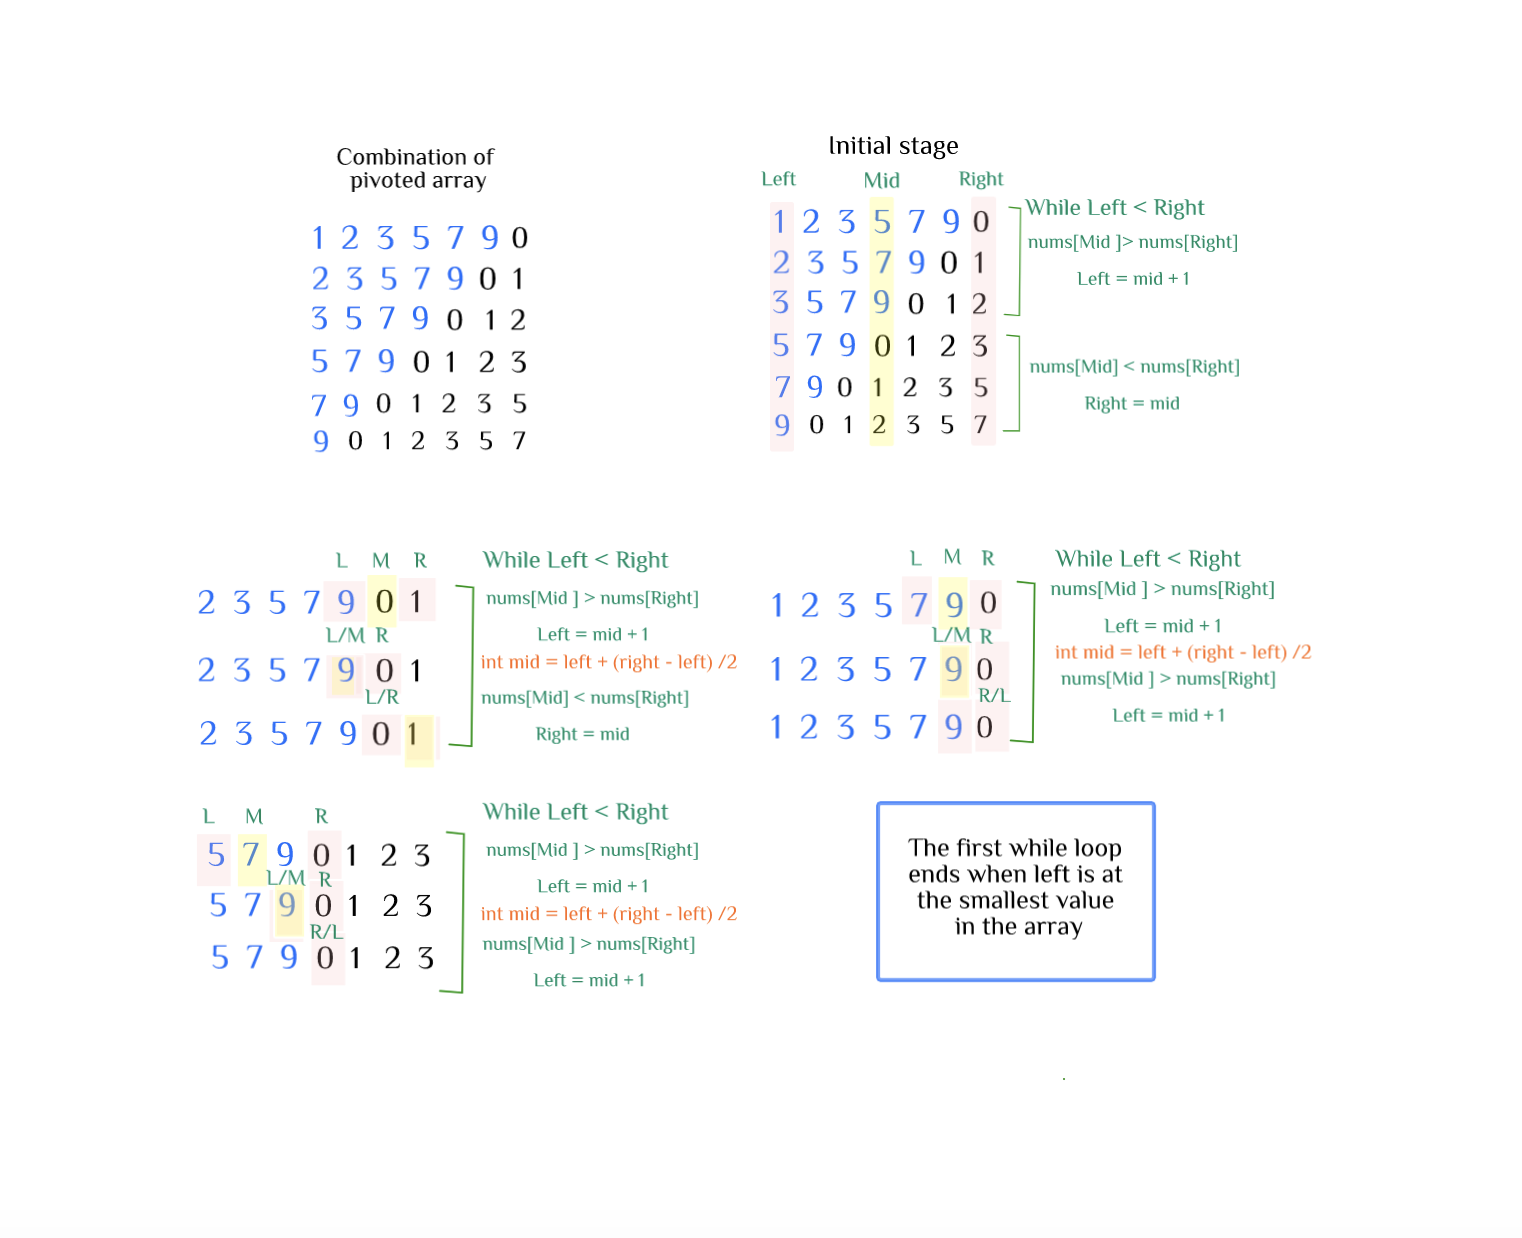 Combination of
pivoted array
1 2 3 5 7 9 0
2 3 5 7 9 0 1
3 5 7 9 0 1 2
5 7 9 0 1 2 3
7 9 0 1 2 3 5
9 0 1 2 3 5 7
Initial stage
Left Mid Right
1 2 3 5 7 9 0
2 3 5 7 9 0 1
3 5 7 9 0 1 2
5 7 9 0 1 2 3
7 9 0 1 2 3 5
9 0 1 2 3 5 7
While Left < Right
nums[Mid ]> nums[Right]
Left = mid + 1
nums[Mid] < nums[Right]
Right = mid
L M R
2 3 5 7 9 0 1
L/M R
2 3 5 7 9 0 1
L/R
2 3 5 7 9 0 1
While Left < Right
nums[Mid ] > nums[Right]
Left = mid + 1
int mid = left + (right - left) /2
nums[Mid] < nums[Right]
Right = mid
L M R
1 2 3 5 7 9 0
L/M R
1 2 3 5 7 9 0
R/L
1 2 3 5 7 9 0
While Left < Right
nums[Mid ] > nums[Right]
Left = mid + 1
int mid = left + (right - left) /2
nums[Mid ] > nums[Right]
Left = mid + 1
L M R
5 7 9 0 1 2 3
L/M R
5 7 9 0 1 2 3
R/L
5 7 9 0 1 2 3
While Left < Right
nums[Mid ] > nums[Right]
Left = mid + 1
int mid = left + (right - left) /2
nums[Mid ] > nums[Right]
Left = mid + 1
The first while loop
ends when left is at
the smallest value
in the array